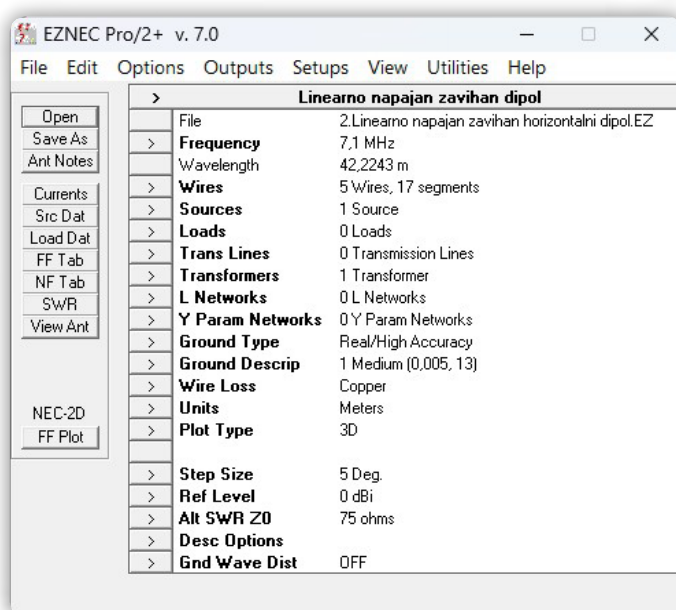 EZNEC Pro/2+ v. 7.0
File Edit Options Outputs Setups View Utilities Help
Open
Save As
Ant Notes
Currents
Src Dat
Load Dat
FF Tab
NF Tab
SWR
View Ant
NEC-2D
FF Plot
> Linearno napajan zavihan dipol
File 2.Linearno napajan zavihan horizontalni dipol.EZ
> Frequency 7,1 MHz
Wavelength 42,2243 m
> Wires 5 Wires, 17 segments
> Sources 1 Source
> Loads 0 Loads
> Trans Lines 0 Transmission Lines
> Transformers 1 Transformer
> L Networks 0 L Networks
> Y Param Networks 0 Y Param Networks
> Ground Type Real/High Accuracy
> Ground Descrip 1 Medium (0,005, 13)
> Wire Loss Copper
> Units Meters
> Plot Type 3D
> Step Size 5 Deg.
> Ref Level 0 dBi
> Alt SWR Z0 75 ohms
> Desc Options
> Gnd Wave Dist OFF